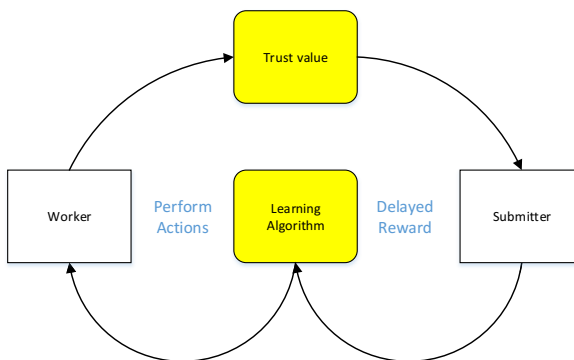 Trust value
Worker
Perform
Actions
Learning
Algorithm
Delayed
Reward
Submitter